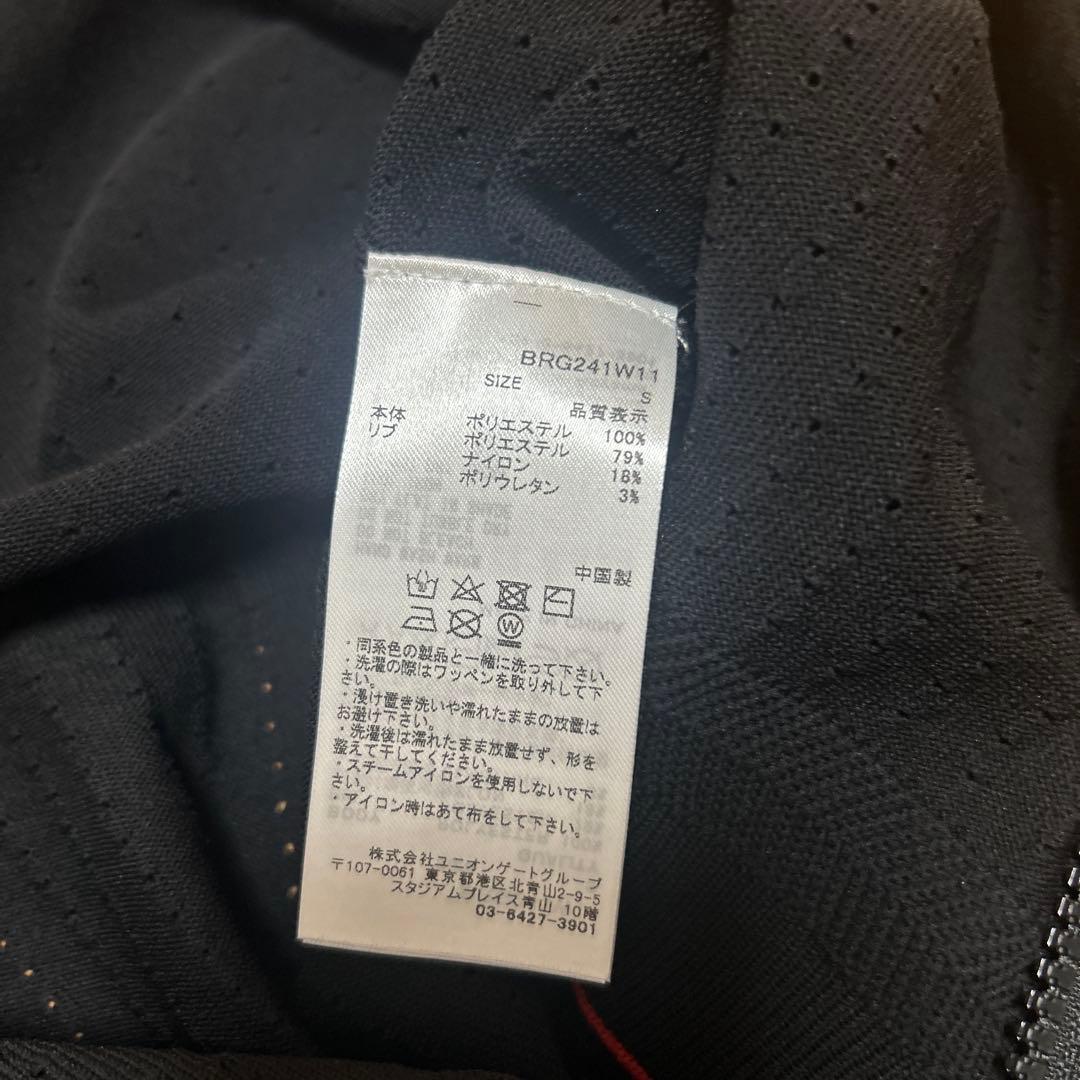 BRG241W11
SIZE S
品質表示
本体 ポリエステル 100%
リブ ポリエステル 79%
ナイロン 18%
ポリウレタン 3%
中国製
W
・同系色の製品と一緒に洗って下さい。
・洗濯の際はワッペンを取り外して下
さい。
・浸け置き洗いや濡れたままの放置は
お避け下さい。
・洗濯後は濡れたまま放置せず、形を
整えて干してください。
・スチームアイロンを使用しないで下
さい。
・アイロン時はあて布をして下さい。
株式会社ユニオンゲートグループ
〒107-0061 東京都港区北青山2-9-5
スタジアムプレイス青山 10階
03-6427-3901